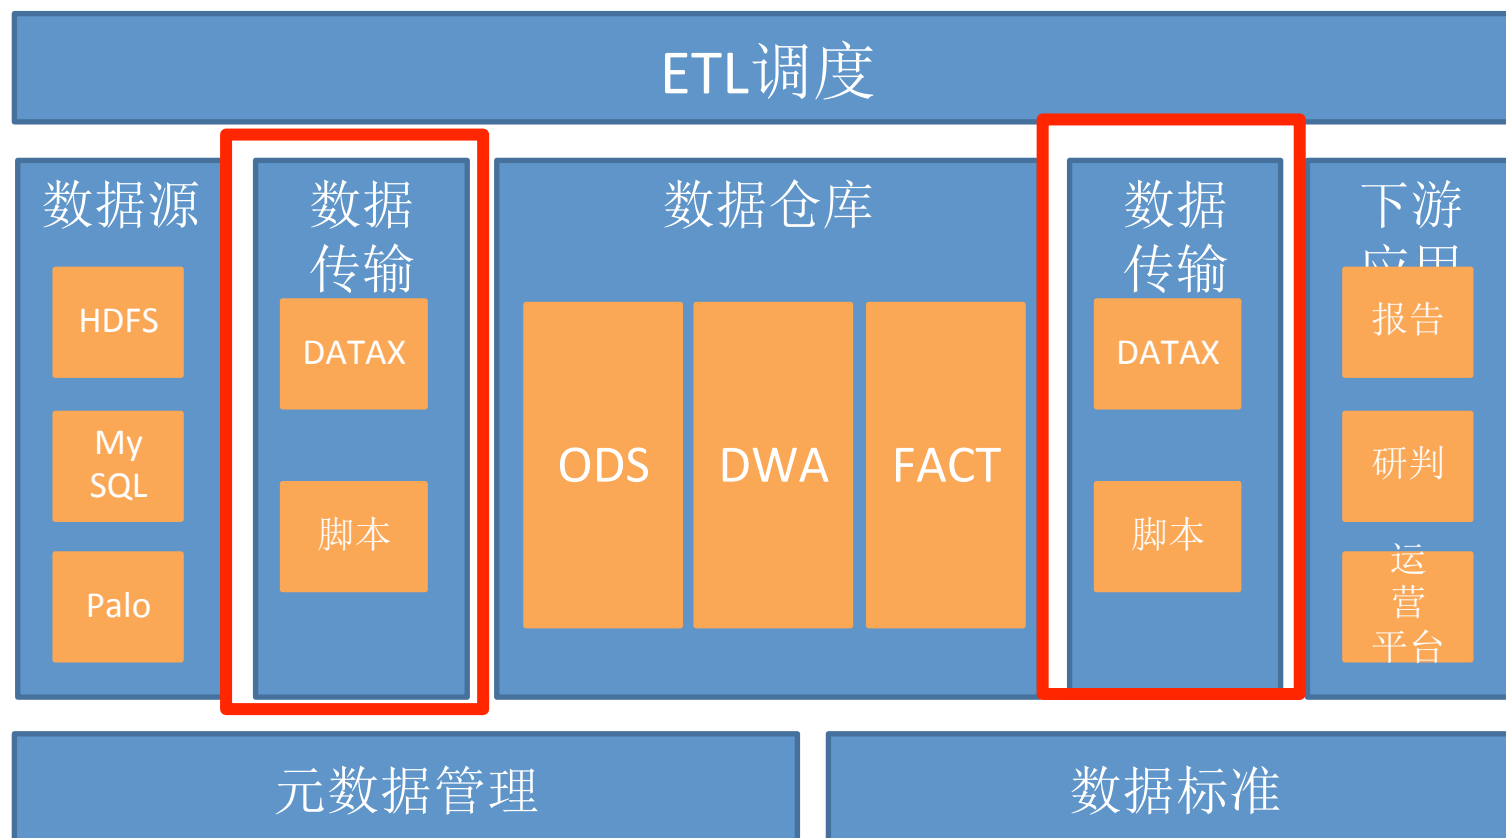 ETL调度
数据源
HDFS
My
SQL
Palo
数据
传输
DATAX
脚本
数据仓库
ODS
DWA
FACT
数据
传输
DATAX
脚本
下游
应用
报告
研判
运
营
平台
元数据管理
数据标准